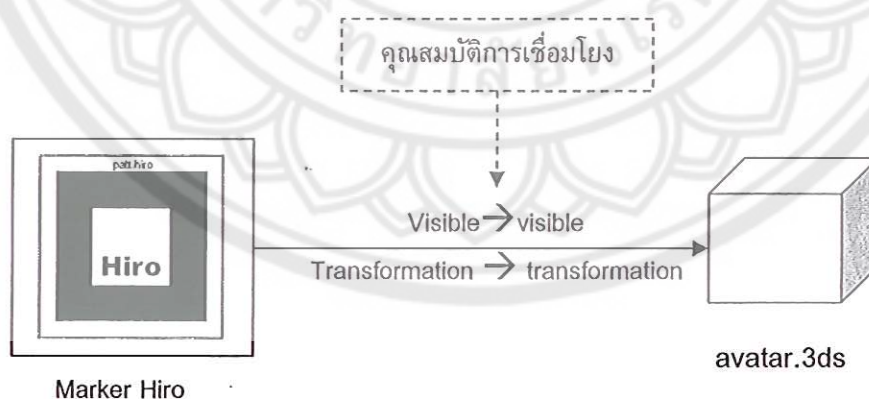 คุณสมบัติการเชื่อมโยง
patt.hiro
Hiro
Visible → visible
Transformation → transformation
Marker Hiro
avatar.3ds